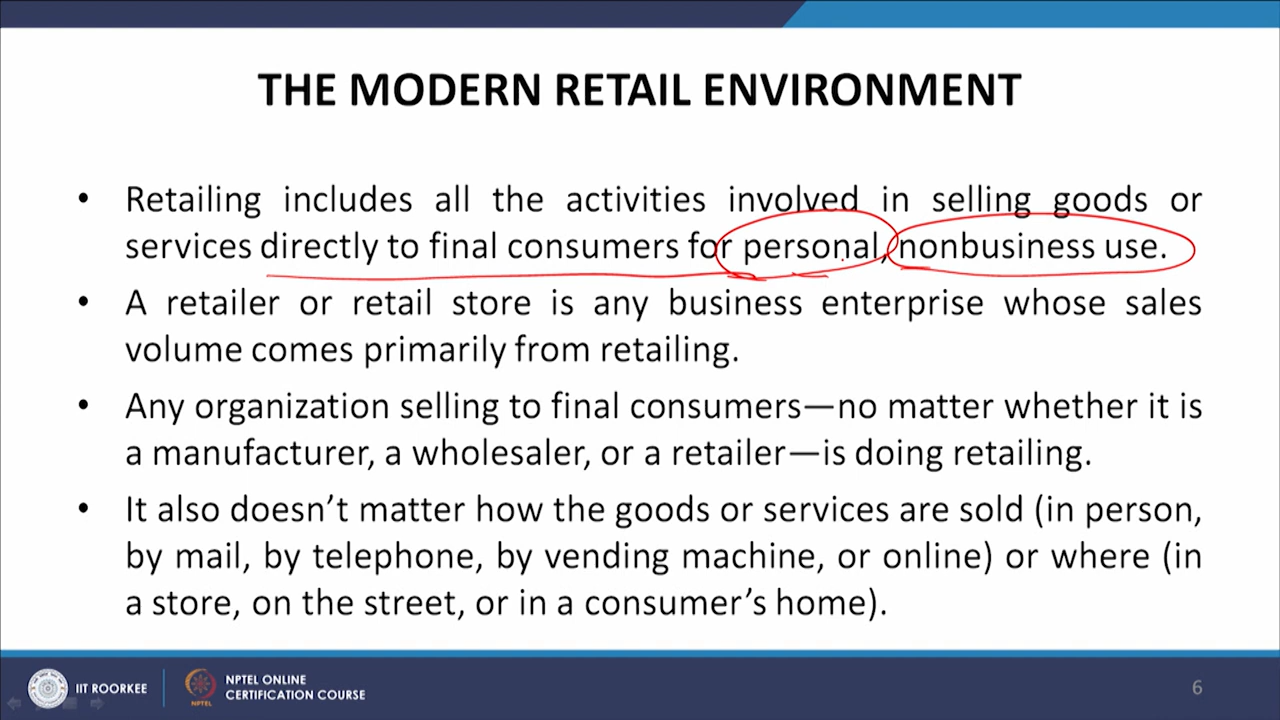 THE MODERN RETAIL ENVIRONMENT
• Retailing includes all the activities involved in selling goods or
services directly to final consumers for personal, nonbusiness use.
• A retailer or retail store is any business enterprise whose sales
volume comes primarily from retailing.
• Any organization selling to final consumers—no matter whether it is
a manufacturer, a wholesaler, or a retailer—is doing retailing.
• It also doesn’t matter how the goods or services are sold (in person,
by mail, by telephone, by vending machine, or online) or where (in
a store, on the street, or in a consumer’s home).
IIT ROORKEE
NPTEL
NPTEL ONLINE
CERTIFICATION COURSE
6